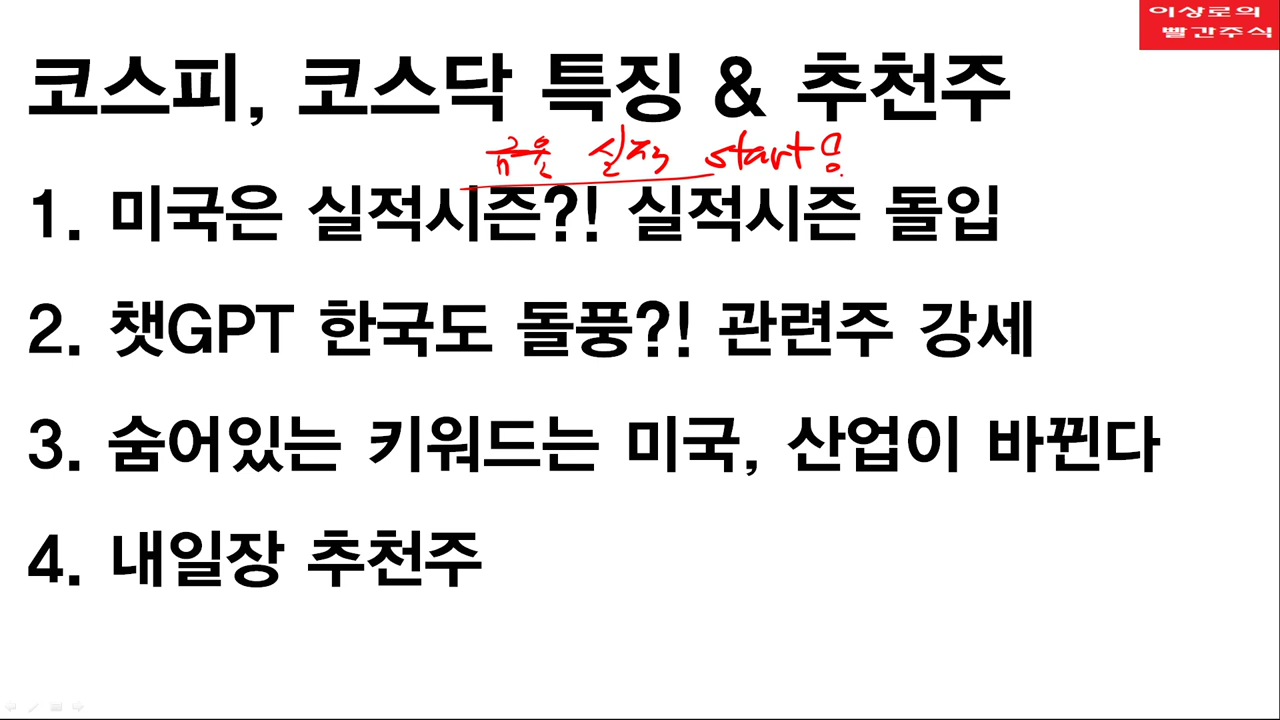 이상로의
빨간주식
코스피, 코스닥 특징 & 추천주
실적 start!
1. 미국은 실적시즌?! 실적시즌 돌입
2. 챗GPT 한국도 돌풍?! 관련주 강세
3. 숨어있는 키워드는 미국, 산업이 바뀐다
4. 내일장 추천주